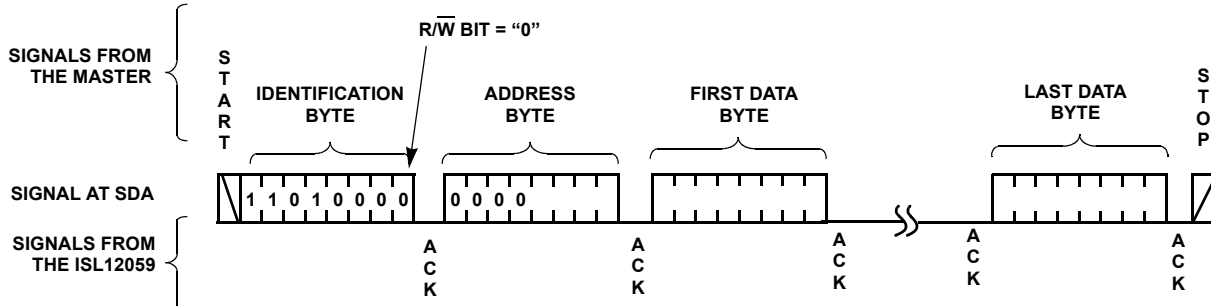 R/W BIT = “0”
SIGNALS FROM
THE MASTER
START
IDENTIFICATION
BYTE
ADDRESS
BYTE
FIRST DATA
BYTE
LAST DATA
BYTE
STOP
SIGNAL AT SDA
1 1 0 1 0 0 0 0
0 0 0 0
SIGNALS FROM
THE ISL12059
ACK
ACK
ACK
ACK
ACK